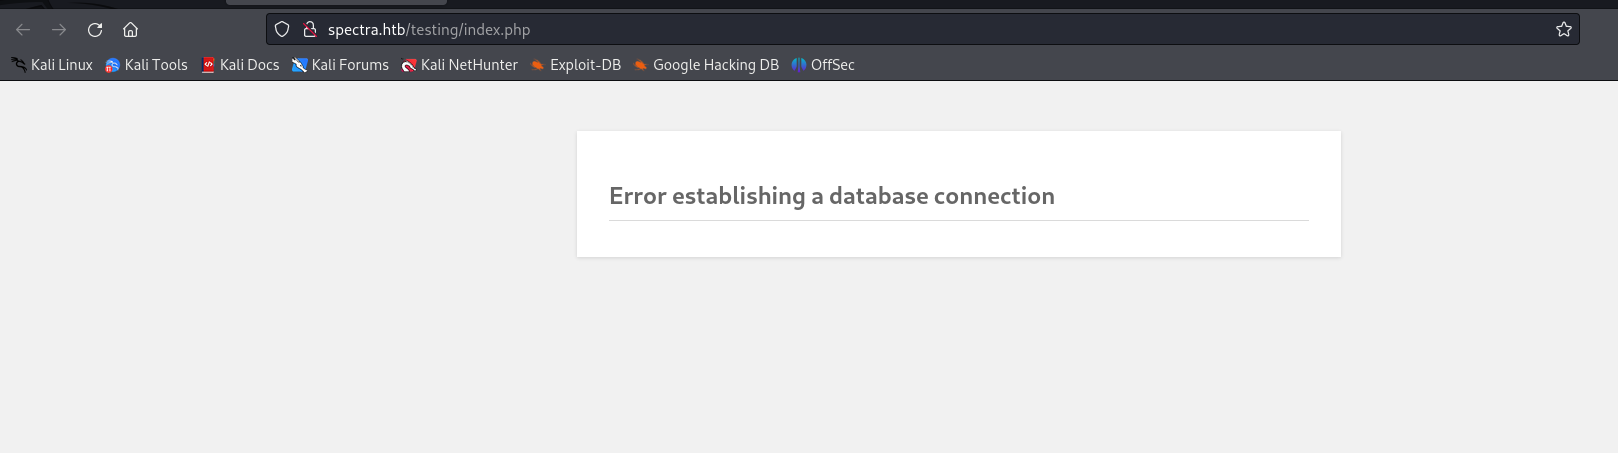 spectra.htb/testing/index.php
Kali Linux Kali Tools Kali Docs Kali Forums Kali NetHunter Exploit-DB Google Hacking DB OffSec
Error establishing a database connection